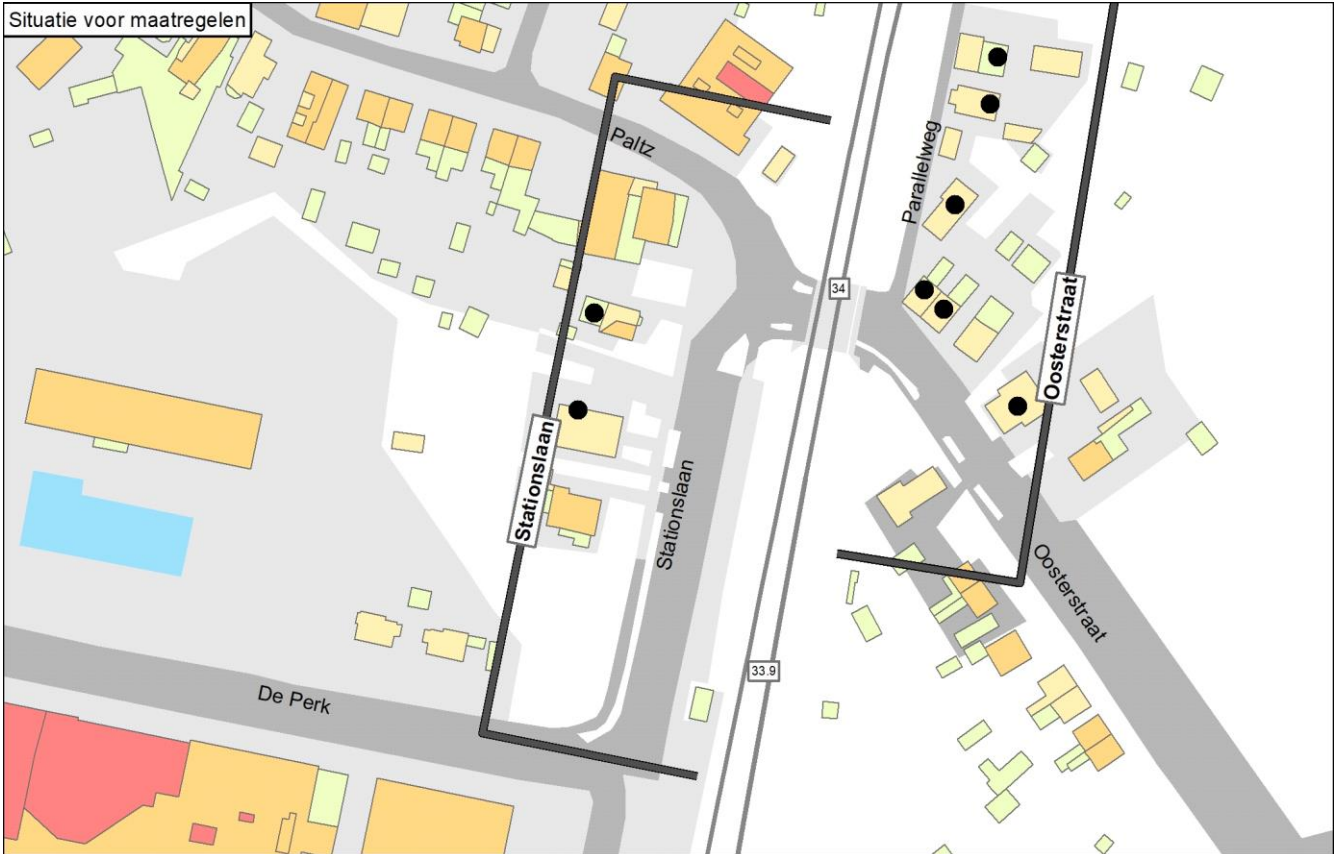 Situatie voor maatregelen
Paltz
Parallelweg
34
Oosterstraat
Stationslaan
Stationslaan
Oosterstraat
33.9
De Perk